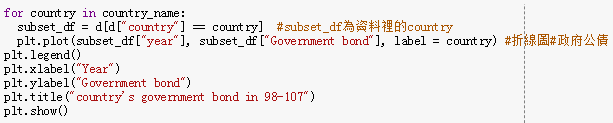 for country in country_name:
  subset_df = d[d["country"] == country]  #subset_df為資料裡的country
  plt.plot(subset_df["year"], subset_df["Government bond"], label = country) #折線圖#政府公債
plt.legend()
plt.xlabel("Year")
plt.ylabel("Government bond")
plt.title("country's government bond in 98-107")
plt.show()